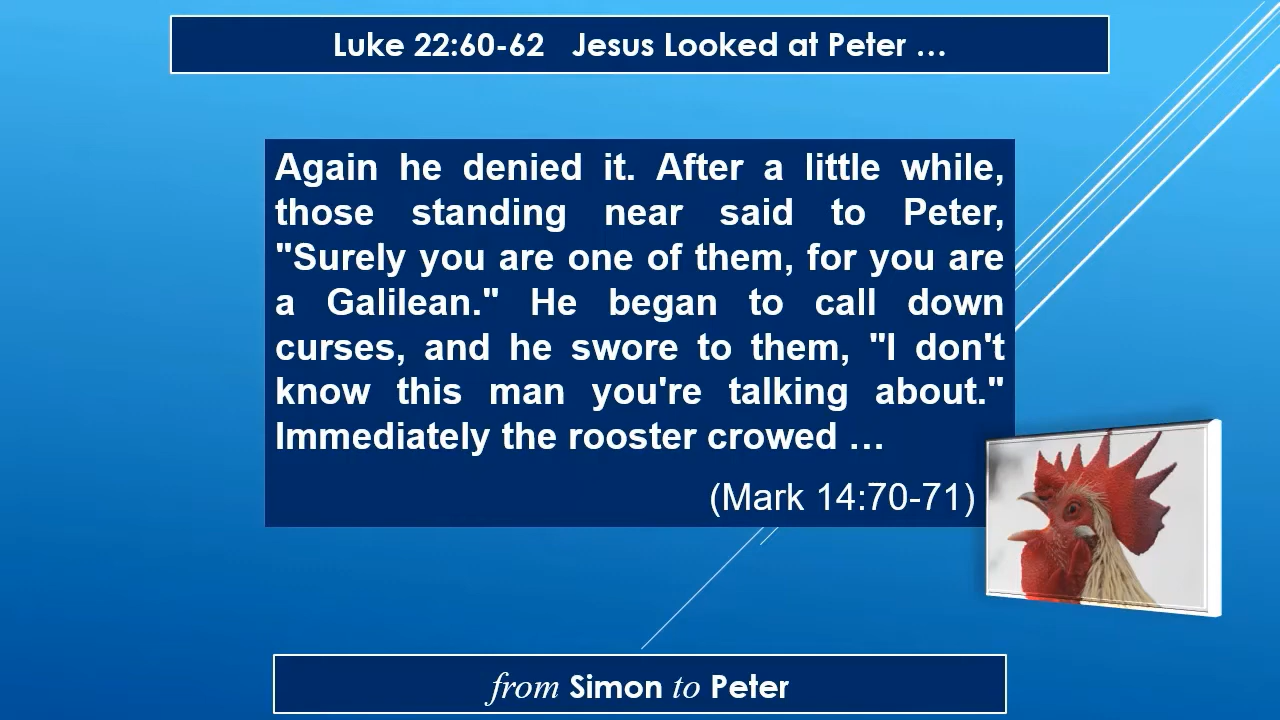 Luke 22:60-62   Jesus Looked at Peter …
Again he denied it. After a little while,
those standing near said to Peter,
"Surely you are one of them, for you are
a Galilean." He began to call down
curses, and he swore to them, "I don't
know this man you're talking about."
Immediately the rooster crowed …
(Mark 14:70-71)
from Simon to Peter